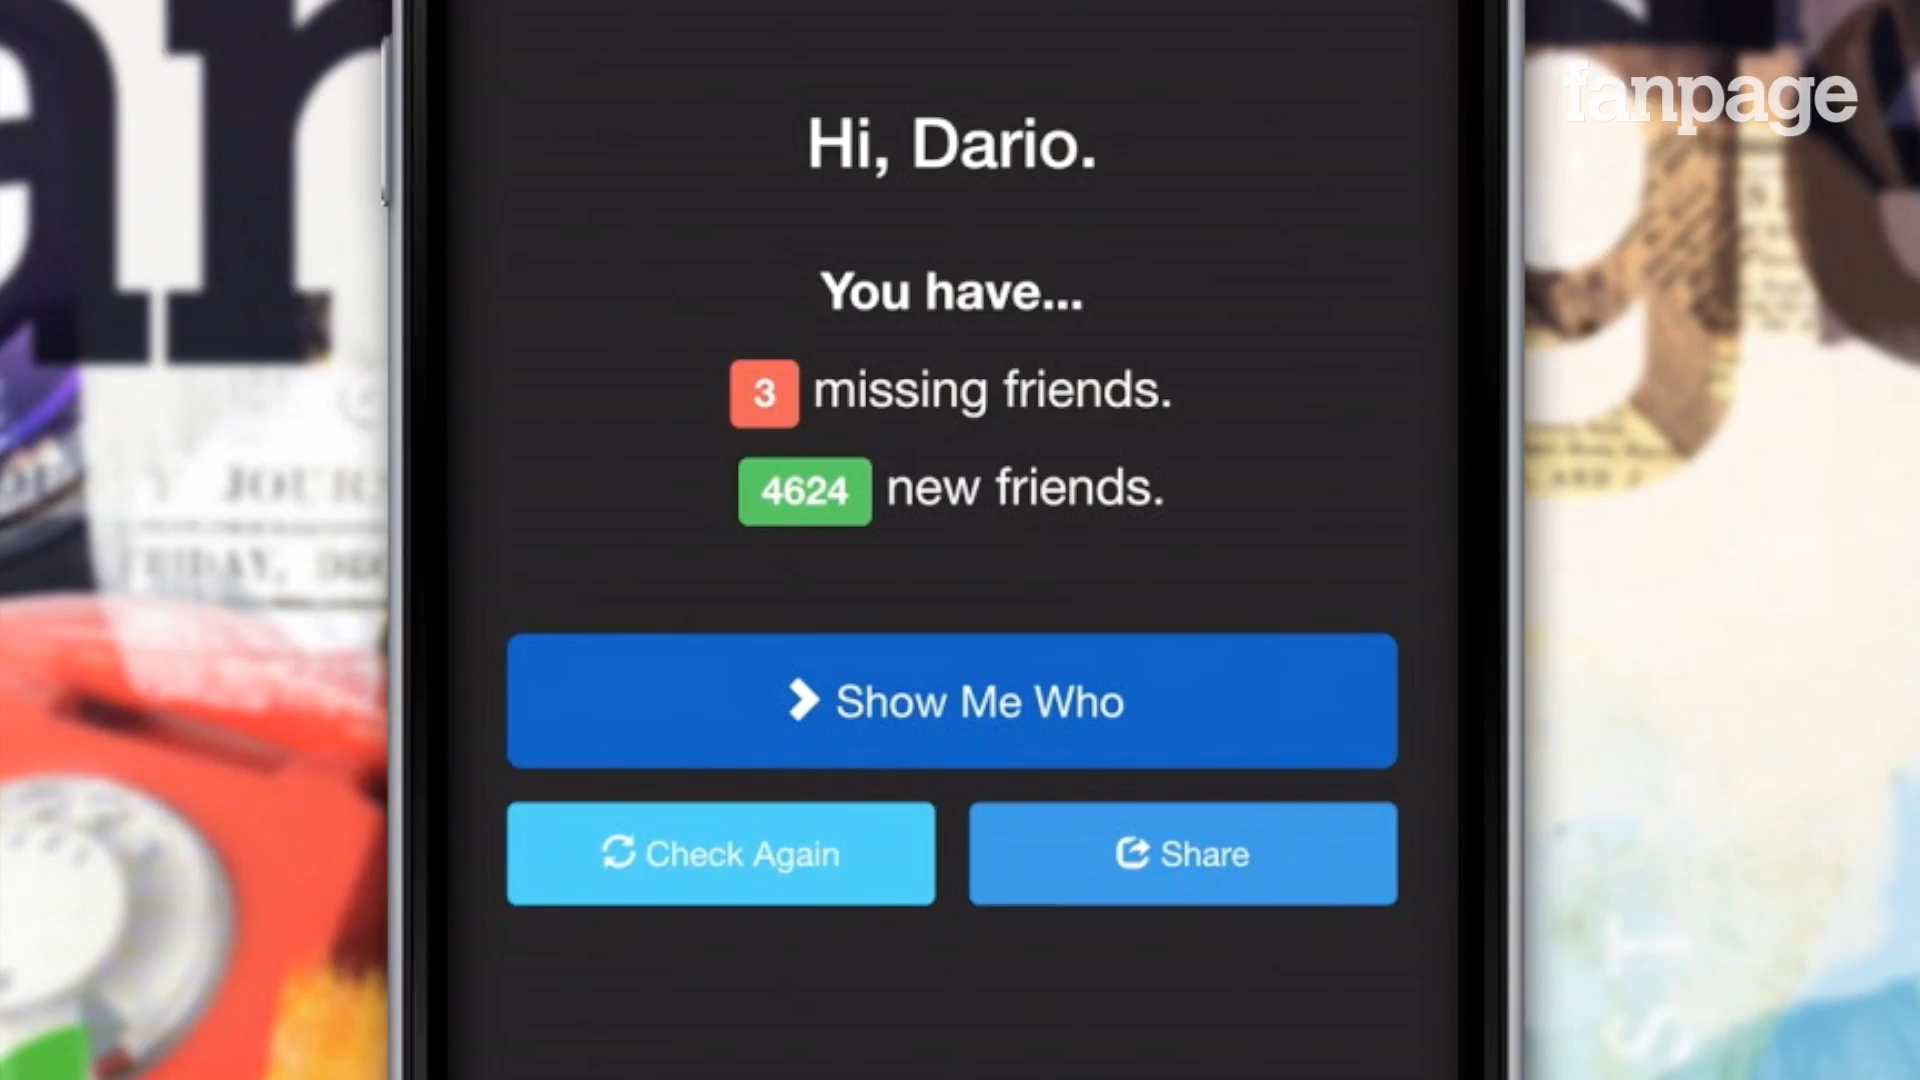 fanpage
Hi, Dario.
You have...
3 missing friends.
4624 new friends.
Show Me Who
Check Again
Share